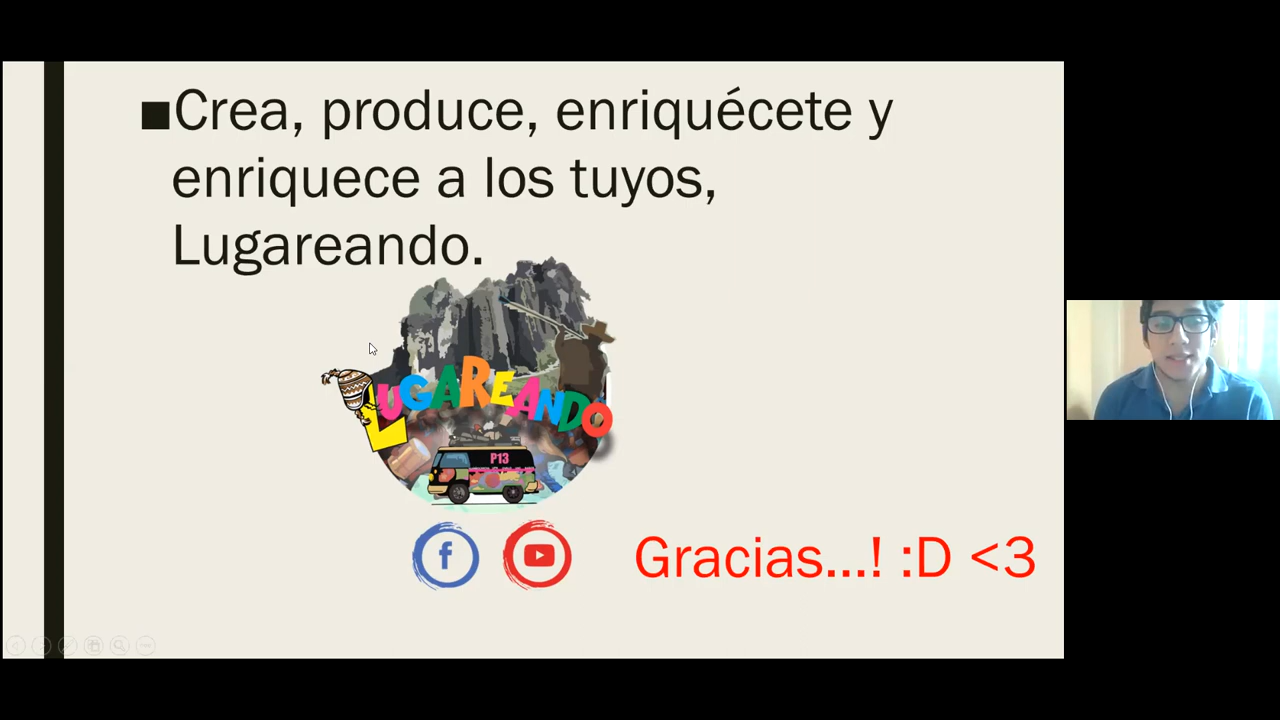 Crea, produce, enriquécete y
enriquece a los tuyos,
Lugareando.
LUGAREANDO
P13
Gracias...! :D <3